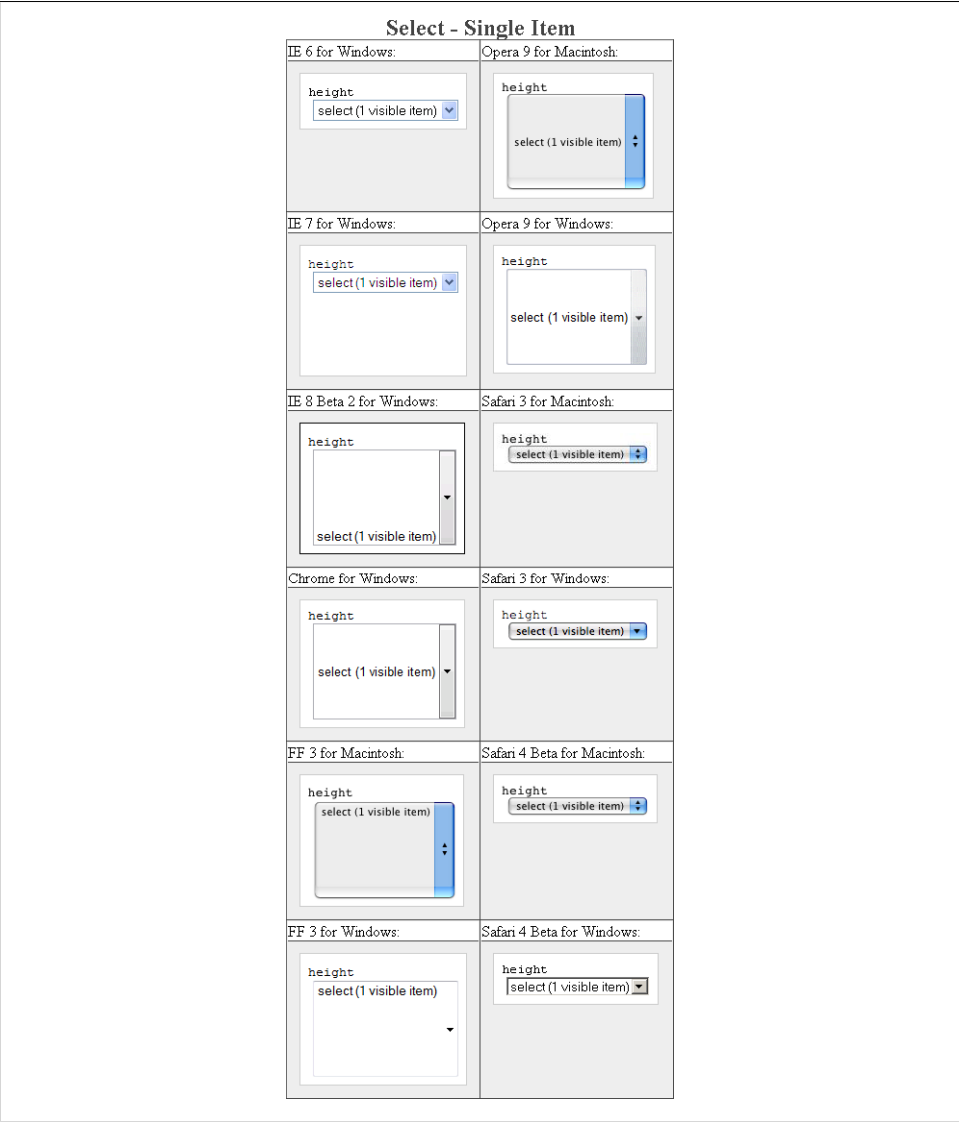 Select - Single Item
IE 6 for Windows:
Opera 9 for Macintosh:
height
select (1 visible item)
height
select (1 visible item)
IE 7 for Windows:
Opera 9 for Windows:
height
select (1 visible item)
height
select (1 visible item)
IE 8 Beta 2 for Windows:
Safari 3 for Macintosh:
height
select (1 visible item)
height
select (1 visible item)
Chrome for Windows:
Safari 3 for Windows:
height
select (1 visible item)
height
select (1 visible item)
FF 3 for Macintosh:
Safari 4 Beta for Macintosh:
height
select (1 visible item)
height
select (1 visible item)
FF 3 for Windows:
Safari 4 Beta for Windows:
height
select (1 visible item)
height
select (1 visible item)